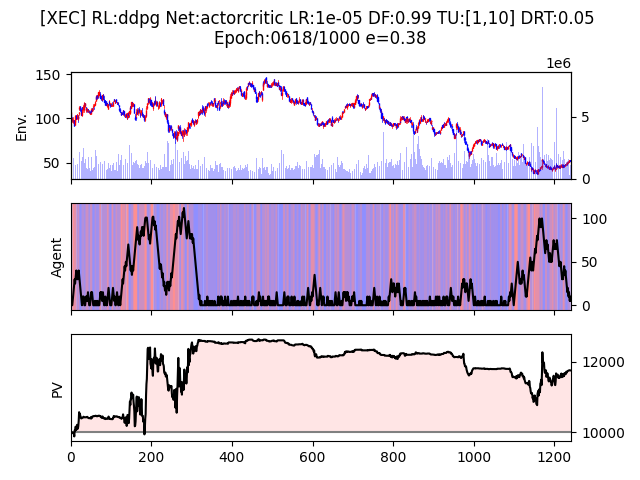 [XEC] RL:ddpg Net:actorcritic LR:1e-05 DF:0.99 TU:[1,10] DRT:0.05
Epoch:0618/1000 e=0.38
1e6
150
100
50
Env.
5
0
Agent
100
50
0
PV
12000
10000
0 200 400 600 800 1000 1200